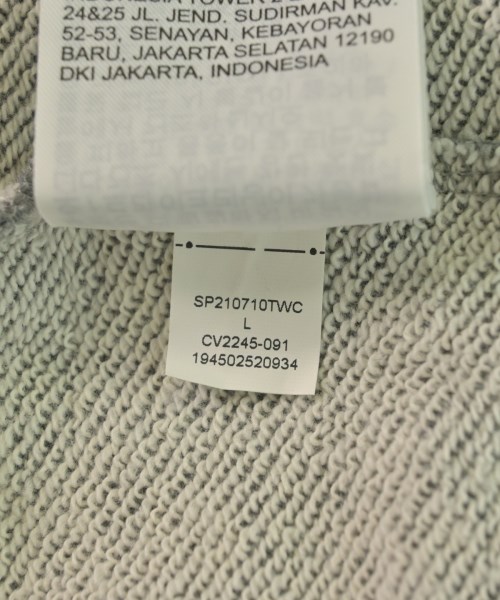 24&25 JL. JEND. SUDIRMAN KAV.
52-53, SENAYAN, KEBAYORAN
BARU, JAKARTA SELATAN 12190
DKI JAKARTA, INDONESIA
SP210710TWC
L
CV2245-091
194502520934